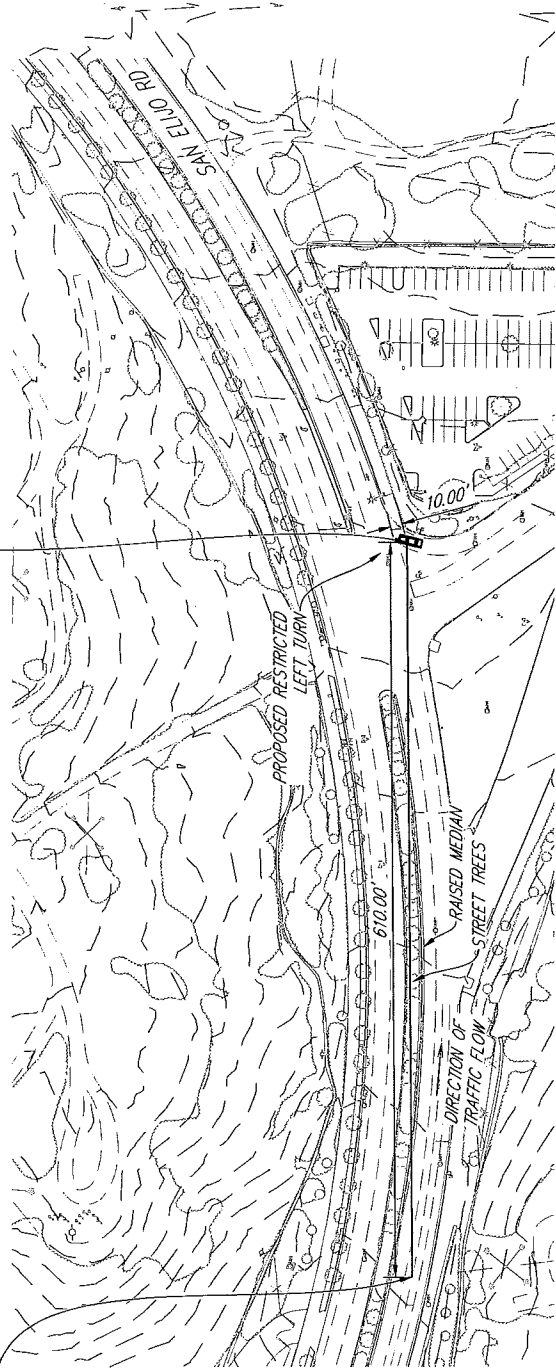 SAN ELIJO RD
10.00'
PROPOSED RESTRICTED
LEFT TURN
610.00'
RAISED MEDIAN
STREET TREES
DIRECTION OF
TRAFFIC FLOW